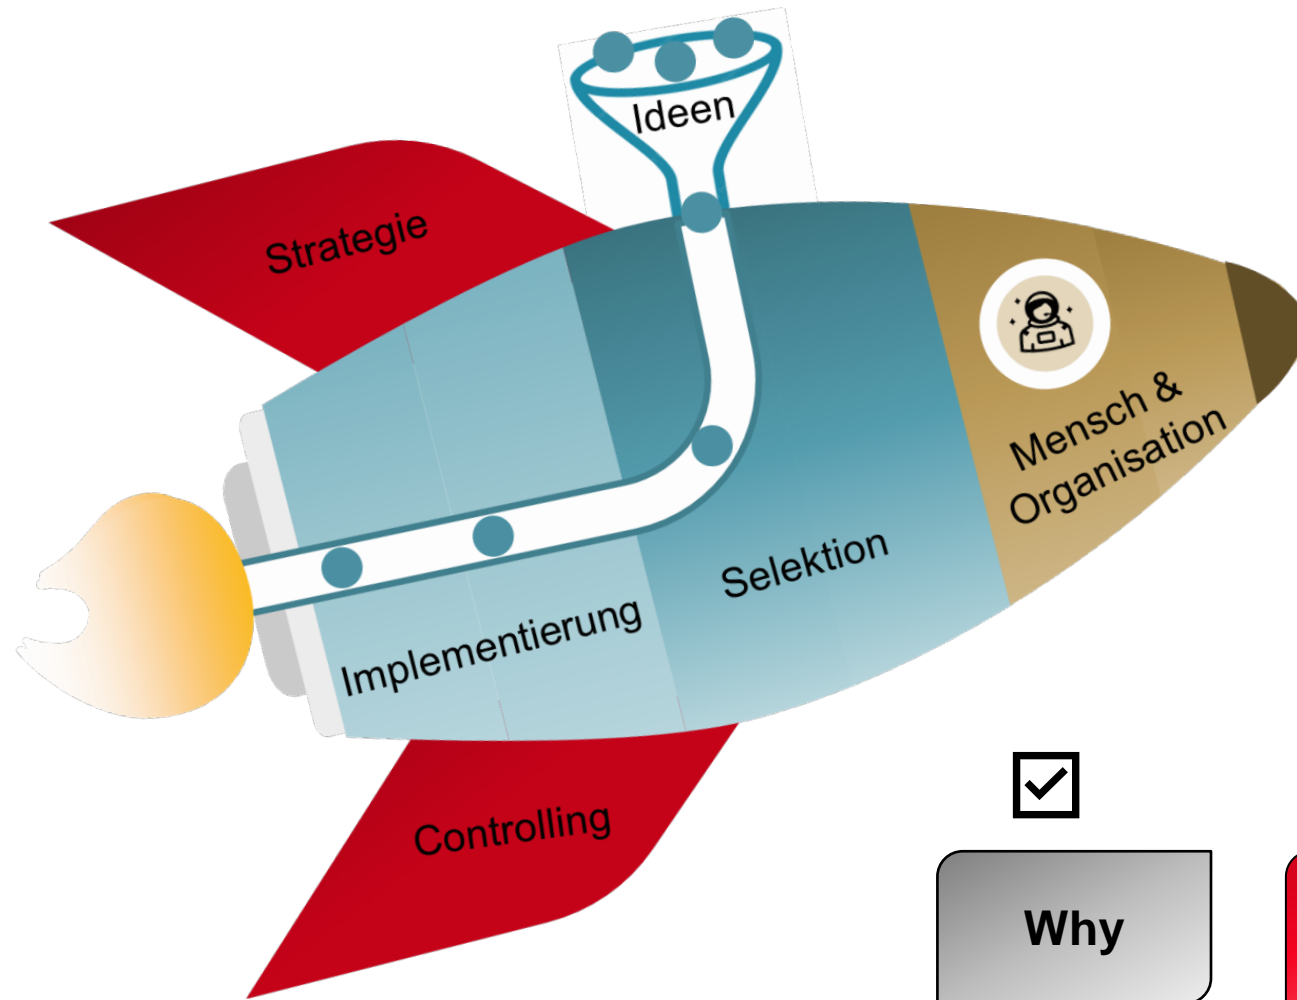 Ideen
Strategie
Mensch &
Organisation
Selektion
Implementierung
Controlling
Why